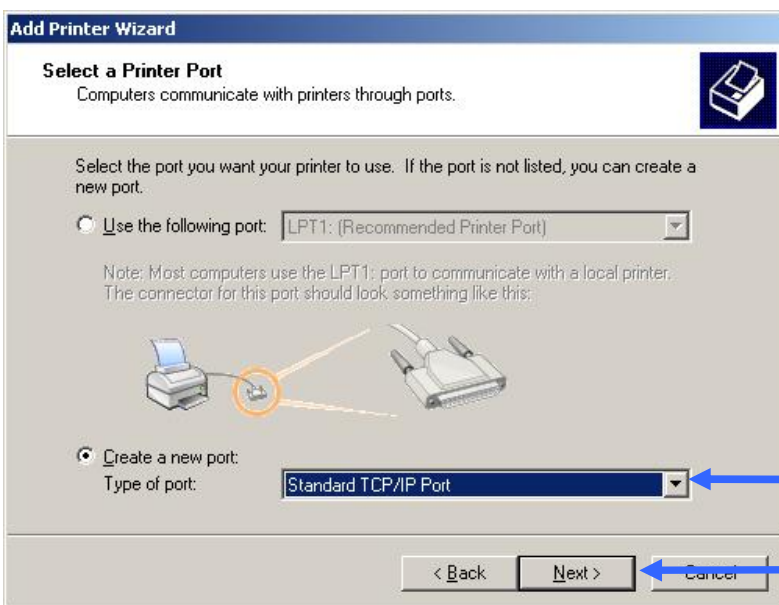 Add Printer Wizard
Select a Printer Port
Computers communicate with printers through ports.
Select the port you want your printer to use. If the port is not listed, you can create a
new port.
Use the following port: LPT1: (Recommended Printer Port)
Note: Most computers use the LPT1: port to communicate with a local printer.
The connector for this port should look something like this:
Create a new port:
Type of port: Standard TCP/IP Port
< Back Next > Cancel